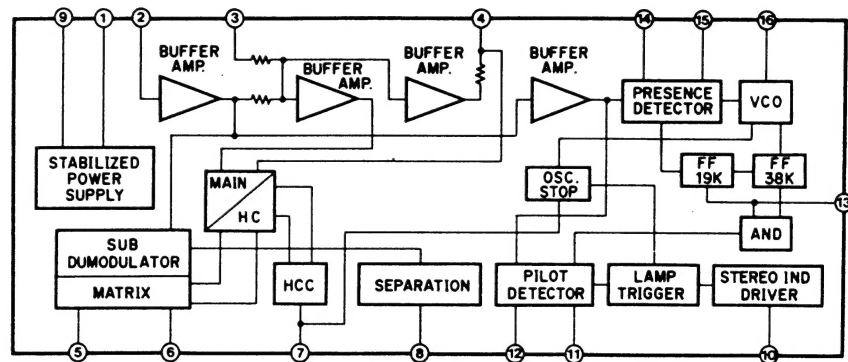 9 1 2 3 4 14 15 16
BUFFER
AMP.
BUFFER
AMP.
BUFFER
AMP.
BUFFER
AMP.
PRESENCE
DETECTOR
VCO
STABILIZED
POWER
SUPPLY
MAIN
HC
OSC.
STOP
FF
19K
FF
38K
13
AND
SUB
DUMODULATOR
MATRIX
HCC
SEPARATION
PILOT
DETECTOR
LAMP
TRIGGER
STEREO IND
DRIVER
5 6 7 8 12 11 10